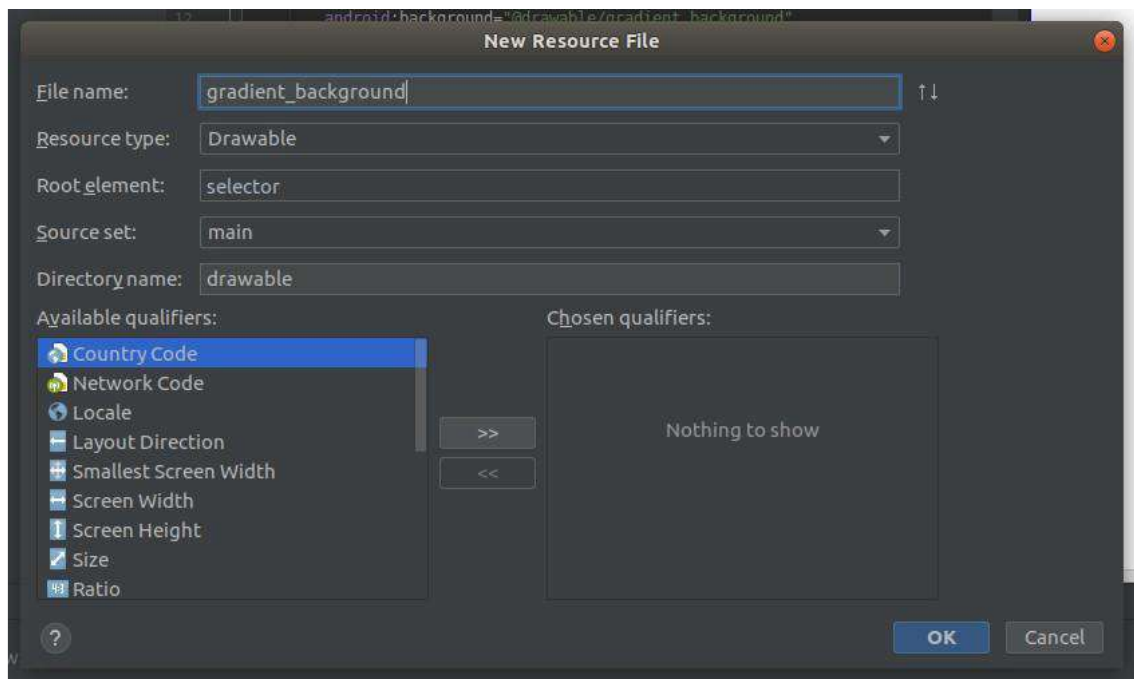 12 android:background="@drawable/gradient_background"
New Resource File
File name: gradient_background
Resource type: Drawable
Root element: selector
Source set: main
Directory name: drawable
Available qualifiers: Chosen qualifiers:
Country Code
Network Code
Locale
Layout Direction
Smallest Screen Width
Screen Width
Screen Height
Size
Ratio
>>
<<
Nothing to show
?
OK Cancel